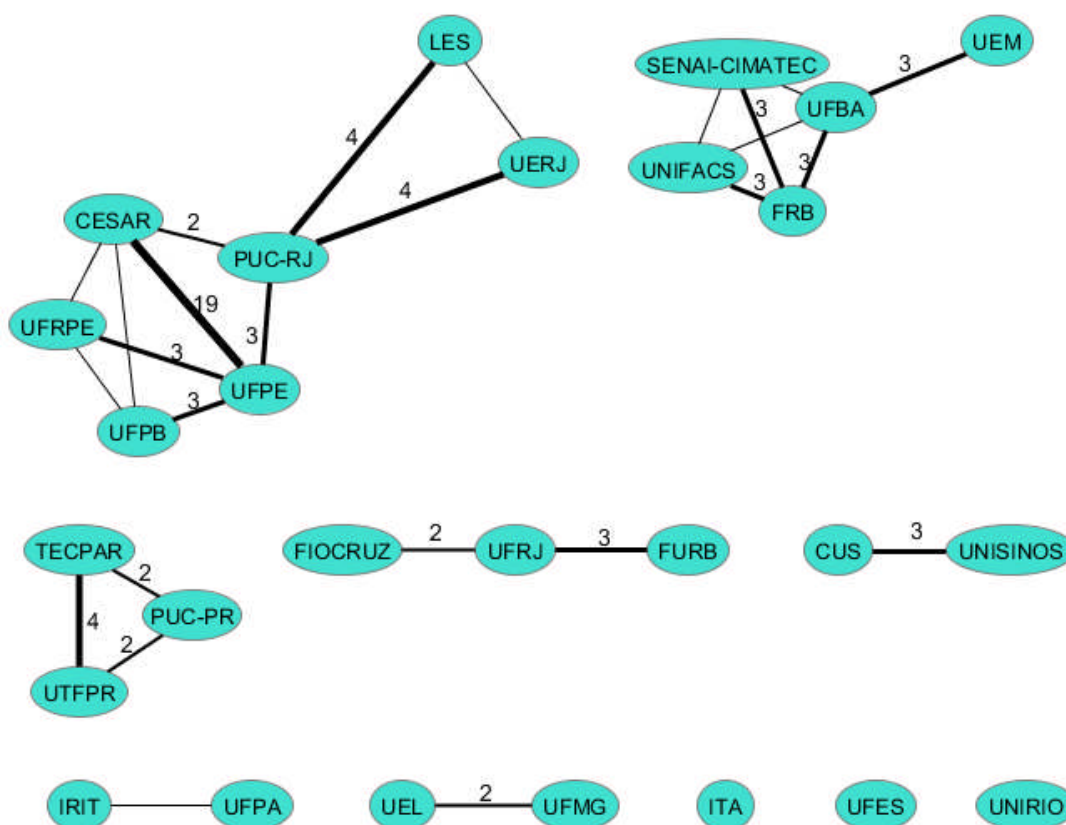 LES
UEM
SENAI-CIMATEC
3
UFBA
3
4
UERJ
UNIFACS
3
3
4
FRB
CESAR
2
PUC-RJ
19
UFRPE
3
3
UFPE
3
UFPB
TECPAR
2
FIOCRUZ
2
UFRJ
3
FURB
CUS
3
UNISINOS
PUC-PR
4
2
UTFPR
IRIT
UFPA
UEL
2
UFMG
ITA
UFES
UNIRIO